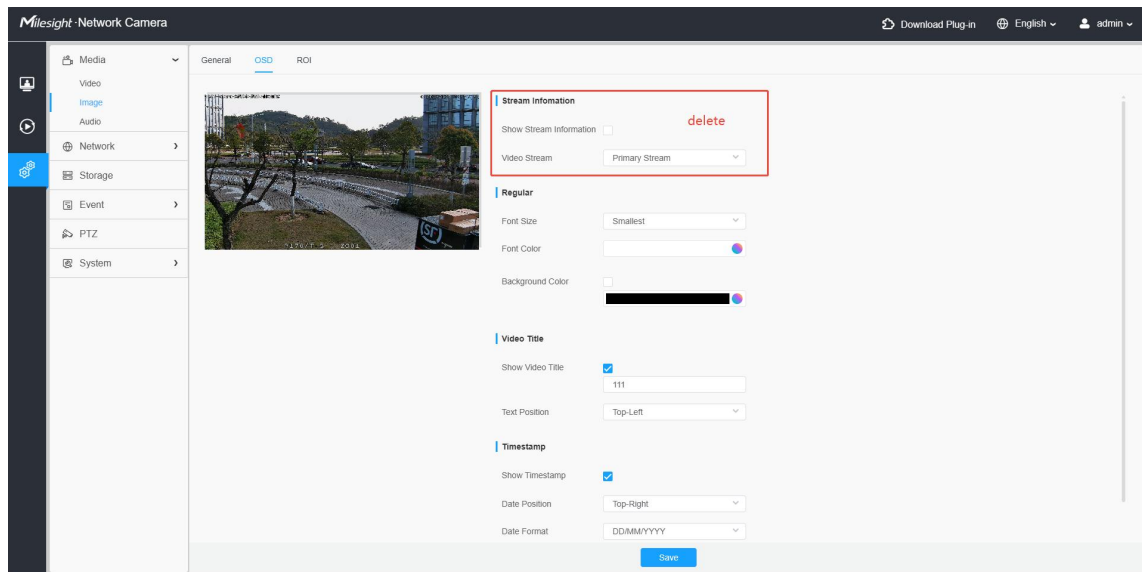 Milesight·Network Camera
Download Plug-in
English
admin
Media
Video
Image
Audio
Network
Storage
Event
PTZ
System
General OSD ROI
Stream Infomation
delete
Show Stream Information
Video Stream Primary Stream
Regular
Font Size Smallest
Font Color
Background Color
Video Title
Show Video Title
111
Text Position Top-Left
Timestamp
Show Timestamp
Date Position Top-Right
Date Format DD/MM/YYYY
Save